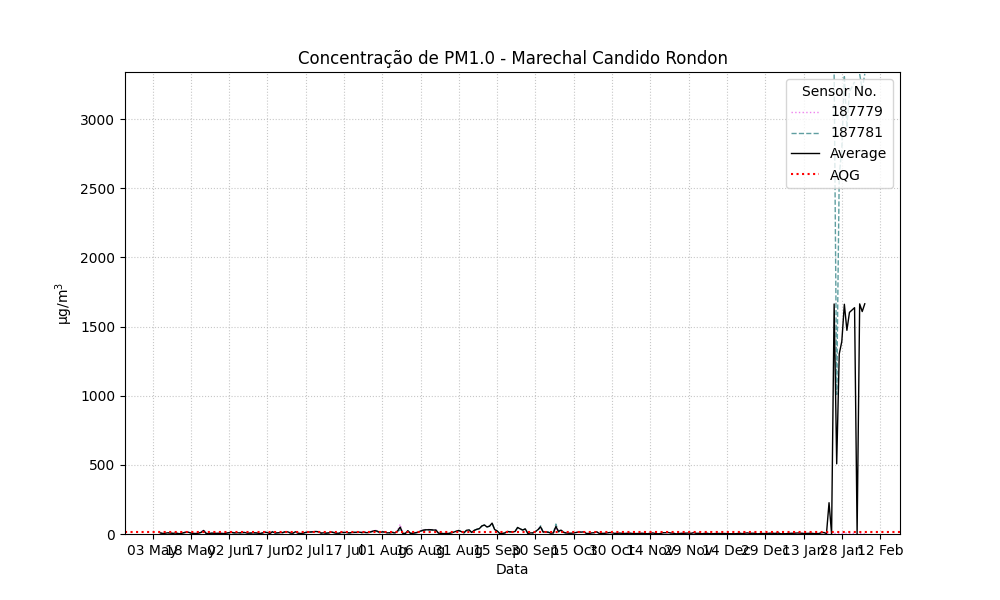 Concentração de PM1.0 - Marechal Candido Rondon
Sensor No.
187779
187781
Average
AQG
3000
2500
2000
1500
1000
500
0
µg/m³
03 May 18 May 02 Jun 17 Jun 02 Jul 17 Jul 01 Aug 16 Aug 31 Aug 15 Sep 30 Sep 15 Oct 30 Oct 14 Nov 29 Nov 14 Dec 29 Dec 13 Jan 28 Jan 12 Feb
Data